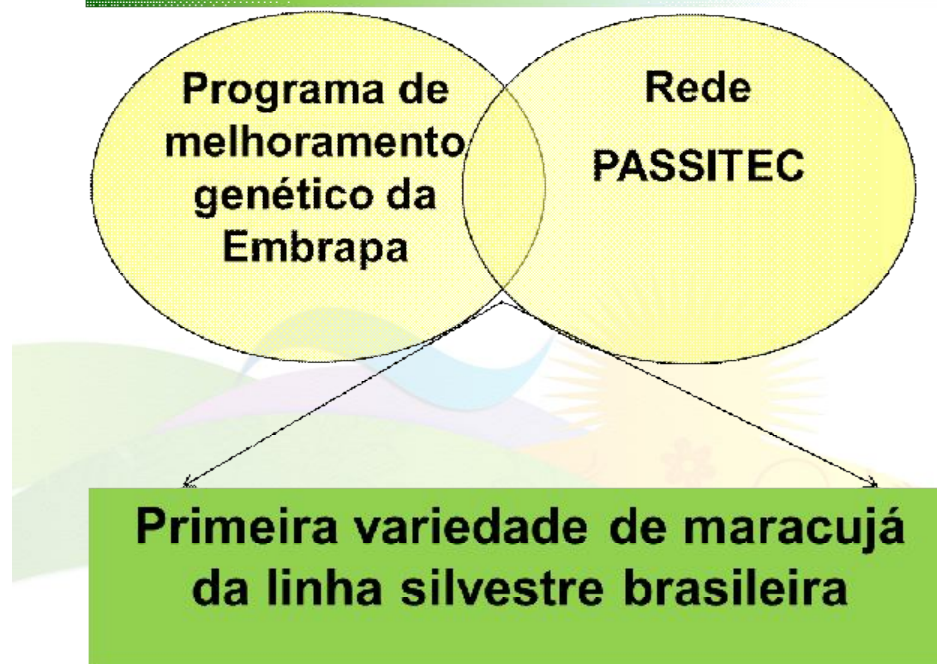 Programa de
melhoramento
genético da
Embrapa
Rede
PASSITEC
Primeira variedade de maracujá
da linha silvestre brasileira